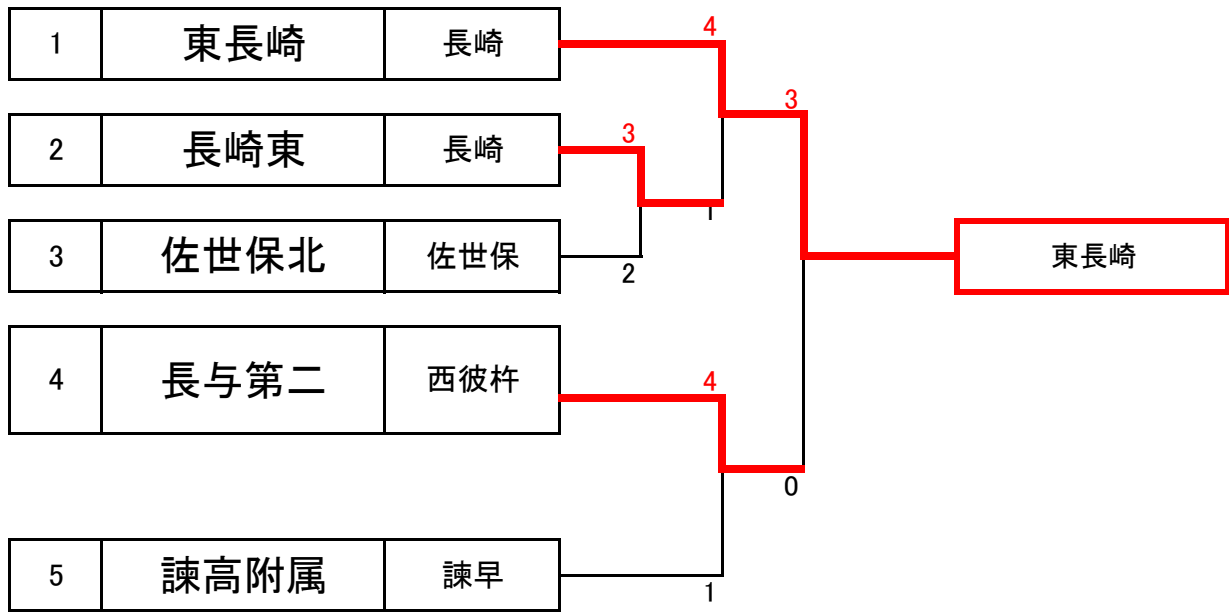 1 東長崎 長崎
4
3
2 長崎東 長崎
3
1
3 佐世保北 佐世保
2
東長崎
4 長与第二 西彼杵
4
0
5 諫高附属 諫早
1